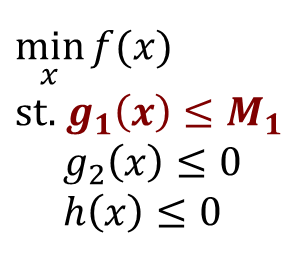 min f(x)
x
st. g₁(x) ≤ M₁
g₂(x) ≤ 0
h(x) ≤ 0